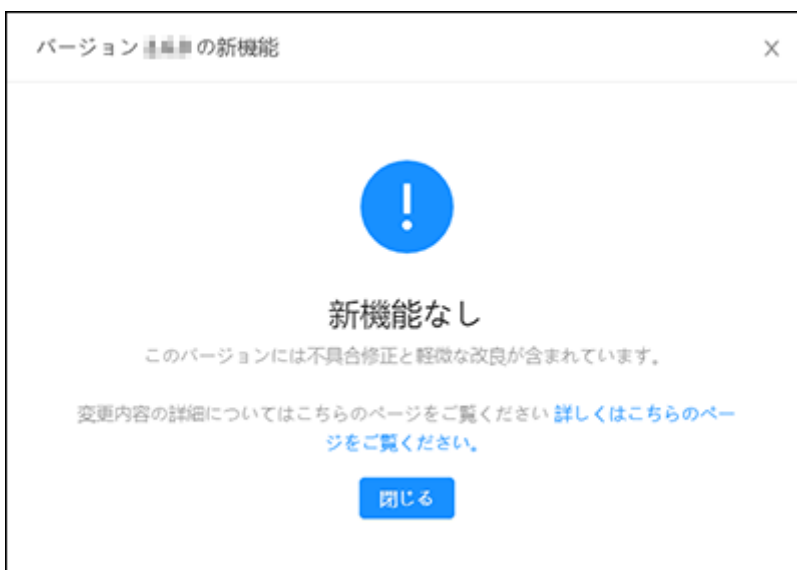 バージョン の新機能
新機能なし
このバージョンには不具合修正と軽微な改良が含まれています。
変更内容の詳細についてはこちらのページをご覧ください 詳しくはこちらのペー
ジをご覧ください。
閉じる